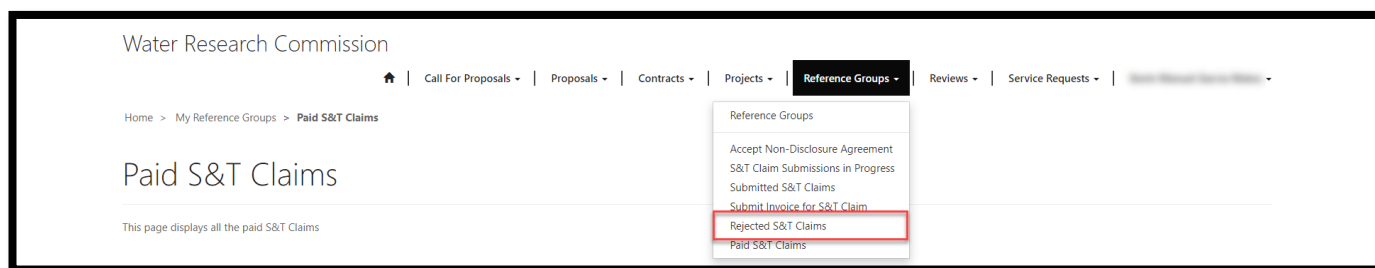 Water Research Commission
Call For Proposals | Proposals | Contracts | Projects | Reference Groups | Reviews | Service Requests |
Home > My Reference Groups > Paid S&T Claims
Reference Groups
Accept Non-Disclosure Agreement
S&T Claim Submissions in Progress
Submitted S&T Claims
Submit Invoice for S&T Claim
Rejected S&T Claims
Paid S&T Claims
Paid S&T Claims
This page displays all the paid S&T Claims